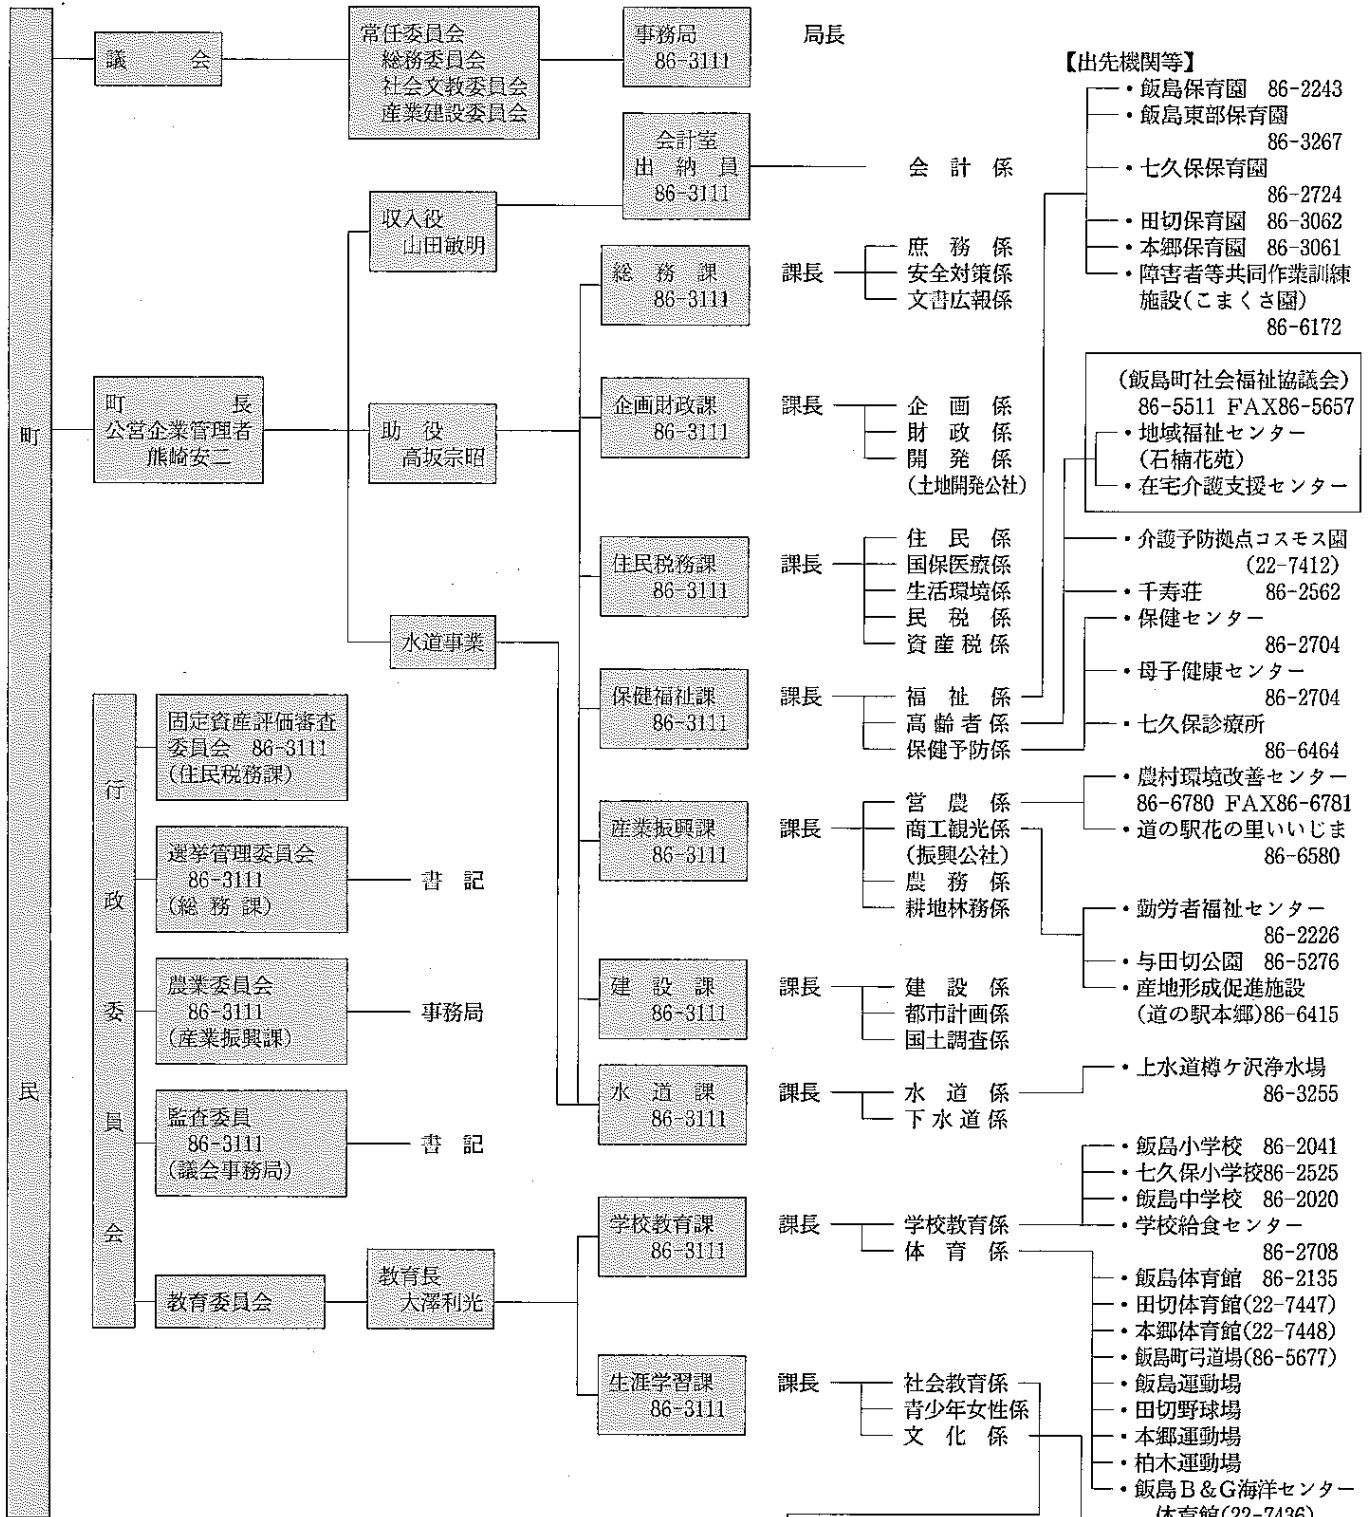 町民
議会
常任委員会
総務委員会
社会文教委員会
産業建設委員会
事務局
86-3111
局長
会計室
出納員
86-3111
会計係
収入役
山田敏明
町長
公営企業管理者
熊崎安二
助役
高坂宗昭
水道事業
総務課
86-3111
課長
庶務係
安全対策係
文書広報係
企画財政課
86-3111
課長
企画係
財政係
開発係
(土地開発公社)
住民税務課
86-3111
課長
住民係
国保医療係
生活環境係
民税係
資産税係
保健福祉課
86-3111
課長
福祉係
高齢者係
保健予防係
産業振興課
86-3111
課長
営農係
商工観光係
(振興公社)
農務係
耕地林務係
建設課
86-3111
課長
建設係
都市計画係
国土調査係
水道課
86-3111
課長
水道係
下水道係
行政委員会
固定資産評価審査
委員会 86-3111
(住民税務課)
選挙管理委員会
86-3111
(総務課)
書記
農業委員会
86-3111
(産業振興課)
事務局
監査委員
86-3111
(議会事務局)
書記
教育委員会
教育長
大澤利光
学校教育課
86-3111
課長
学校教育係
体育係
生涯学習課
86-3111
課長
社会教育係
青少年女性係
文化係
【出先機関等】
・飯島保育園 86-2243
・飯島東部保育園
86-3267
・七久保保育園
86-2724
・田切保育園 86-3062
・本郷保育園 86-3061
・障害者等共同作業訓練
施設(こまくさ園)
86-6172
(飯島町社会福祉協議会)
86-5511 FAX86-5657
・地域福祉センター
(石楠花苑)
・在宅介護支援センター
・介護予防拠点コスモス園
(22-7412)
・千寿荘 86-2562
・保健センター
86-2704
・母子健康センター
86-2704
・七久保診療所
86-6464
・農村環境改善センター
86-6780 FAX86-6781
・道の駅花の里いいじま
86-6580
・勤労者福祉センター
86-2226
・与田切公園 86-5276
・産地形成促進施設
(道の駅本郷)86-6415
・上水道樽ケ沢浄水場
86-3255
・飯島小学校 86-2041
・七久保小学校86-2525
・飯島中学校 86-2020
・学校給食センター
86-2708
・飯島体育館 86-2135
・田切体育館(22-7447)
・本郷体育館(22-7448)
・飯島町弓道場(86-5677)
・飯島運動場
・田切野球場
・本郷運動場
・柏木運動場
・飯島B&G海洋センター
体育館(22-7436)